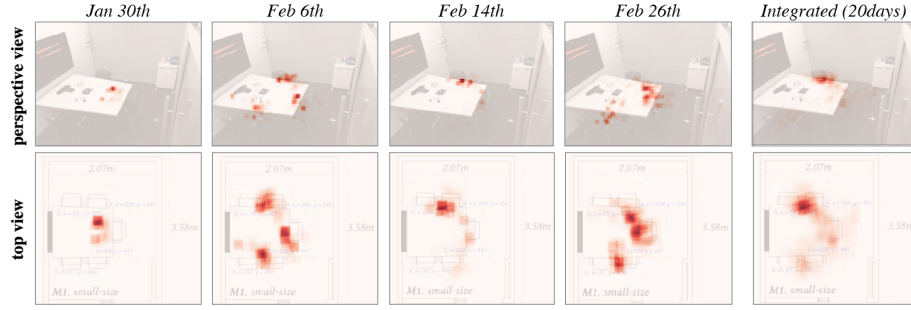 Jan 30th
Feb 6th
Feb 14th
Feb 26th
Integrated (20days)
perspective view
top view
2.07m
2.07m
2.07m
2.07m
2.07m
3.58m
3.58m
3.58m
3.58m
3.58m
M1. small-size
M1. small-size
M1. small-size
M1. small-size
M1. small-size